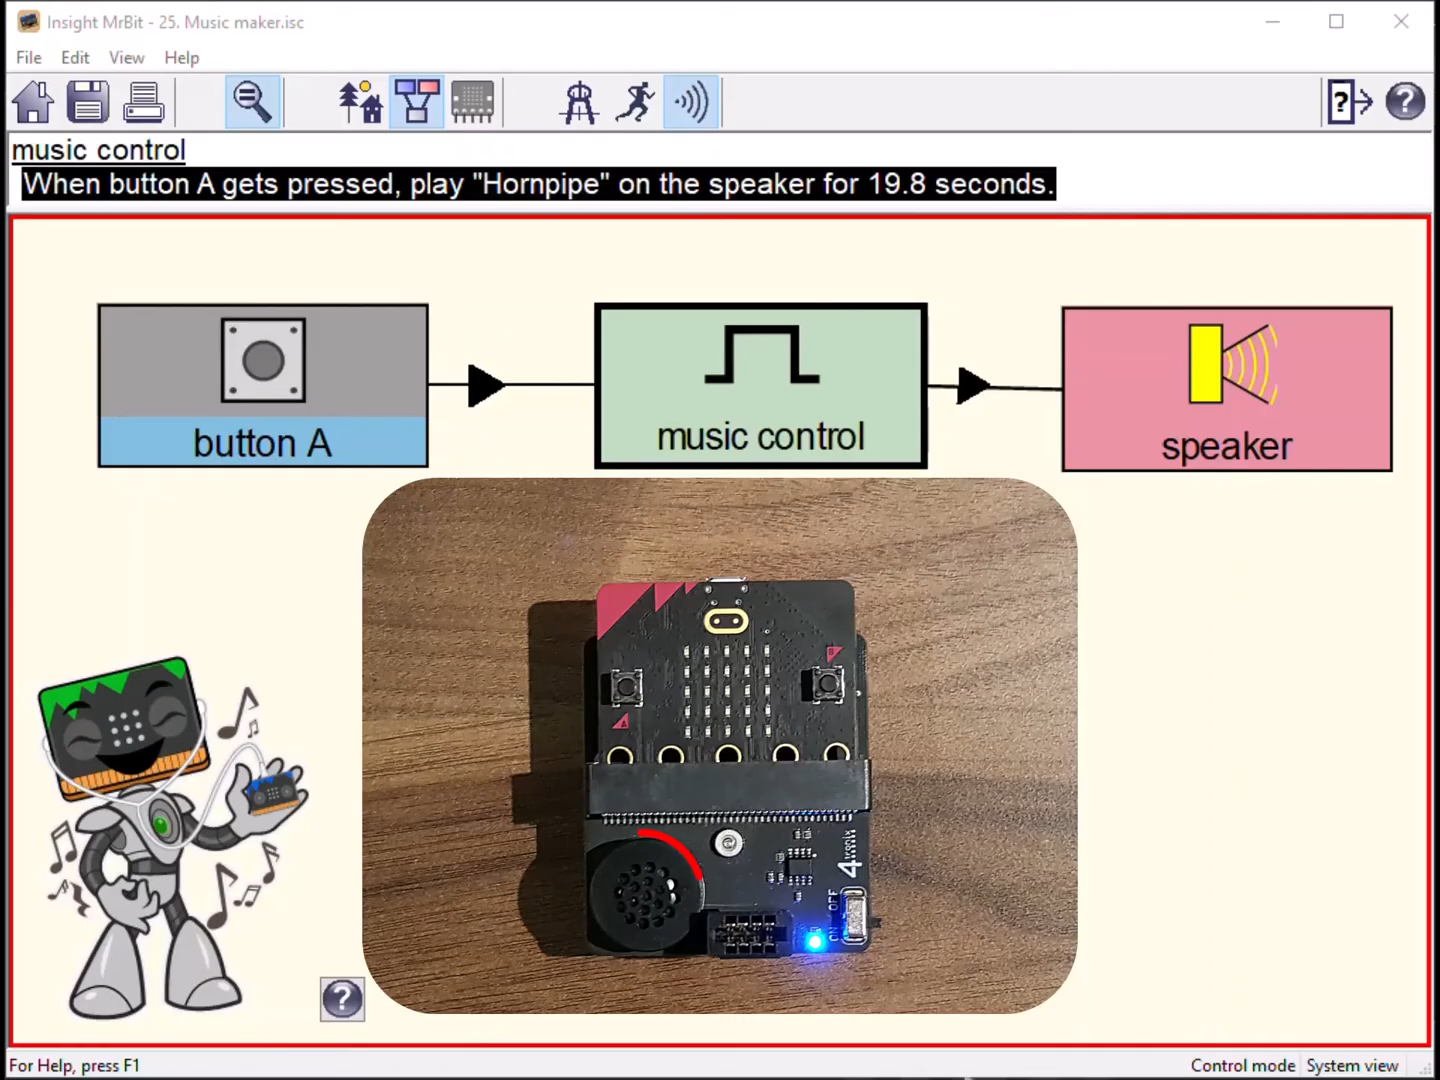 Insight MrBit - 25. Music maker.isc
File Edit View Help
music control
When button A gets pressed, play "Hornpipe" on the speaker for 19.8 seconds.
button A
music control
speaker
A
B
4tronix
OFF
ON
For Help, press F1
Control mode System view